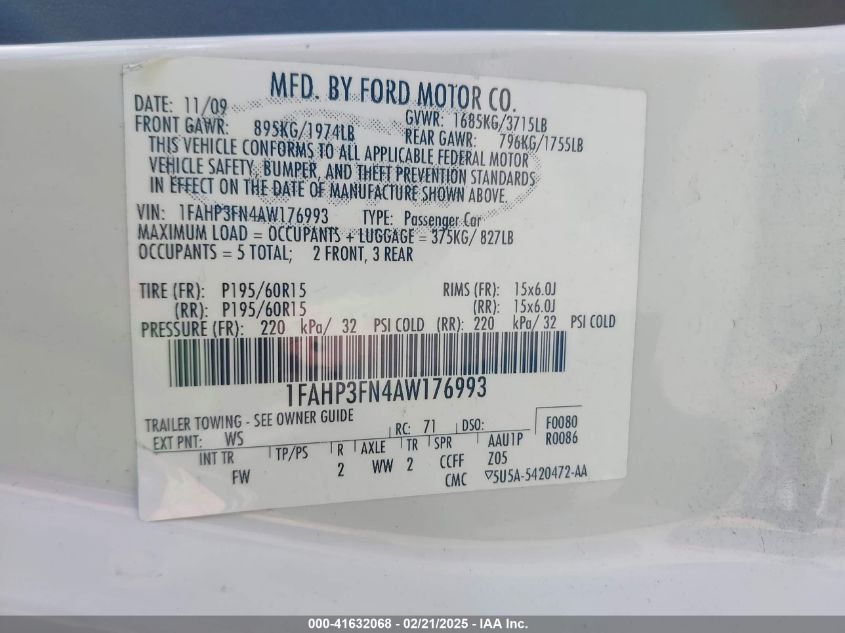 MFD. BY FORD MOTOR CO.
DATE: 11/09 GVWR: 1685KG/3715LB
FRONT GAWR: 895KG/1974LB REAR GAWR: 796KG/1755LB
THIS VEHICLE CONFORMS TO ALL APPLICABLE FEDERAL MOTOR
VEHICLE SAFETY, BUMPER, AND THEFT PREVENTION STANDARDS
IN EFFECT ON THE DATE OF MANUFACTURE SHOWN ABOVE
VIN: 1FAHP3FN4AW176993 TYPE: Passenger Car
MAXIMUM LOAD = OCCUPANTS + LUGGAGE = 375KG/ 827LB
OCCUPANTS = 5 TOTAL; 2 FRONT, 3 REAR
TIRE (FR): P195/60R15 RIMS (FR): 15x6.0J
(RR): P195/60R15 (RR): 15x6.0J
PRESSURE (FR): 220 kPa/ 32 PSI COLD (RR): 220 kPa/ 32 PSI COLD
1FAHP3FN4AW176993
TRAILER TOWING - SEE OWNER GUIDE
EXT PNT: WS RC: 71 DSO: F0080
R0086
INT TR TP/PS R AXLE TR SPR AAU1P
FW 2 WW 2 CCFF Z05
CMC ▽5U5A-5420472-AA
000-41632068 - 02/21/2025 - IAA Inc.